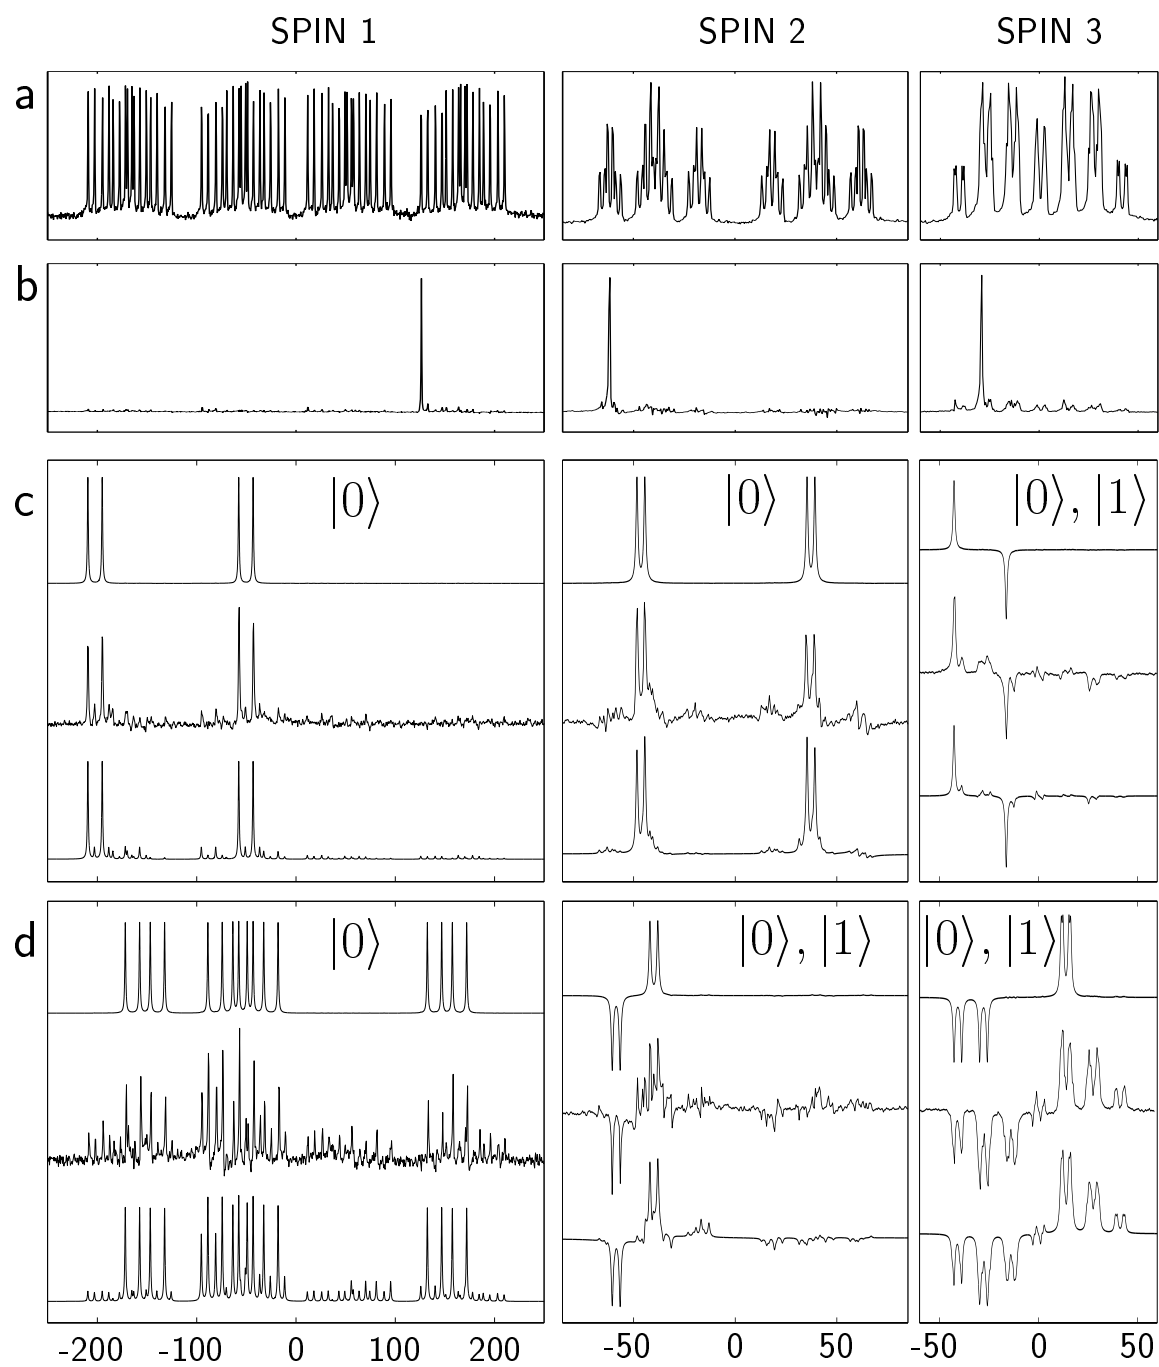 SPIN 1 SPIN 2 SPIN 3
a
b
c |0⟩ |0⟩ |0⟩, |1⟩
d |0⟩ |0⟩, |1⟩ |0⟩, |1⟩
-200 -100 0 100 200 -50 0 50 -50 0 50